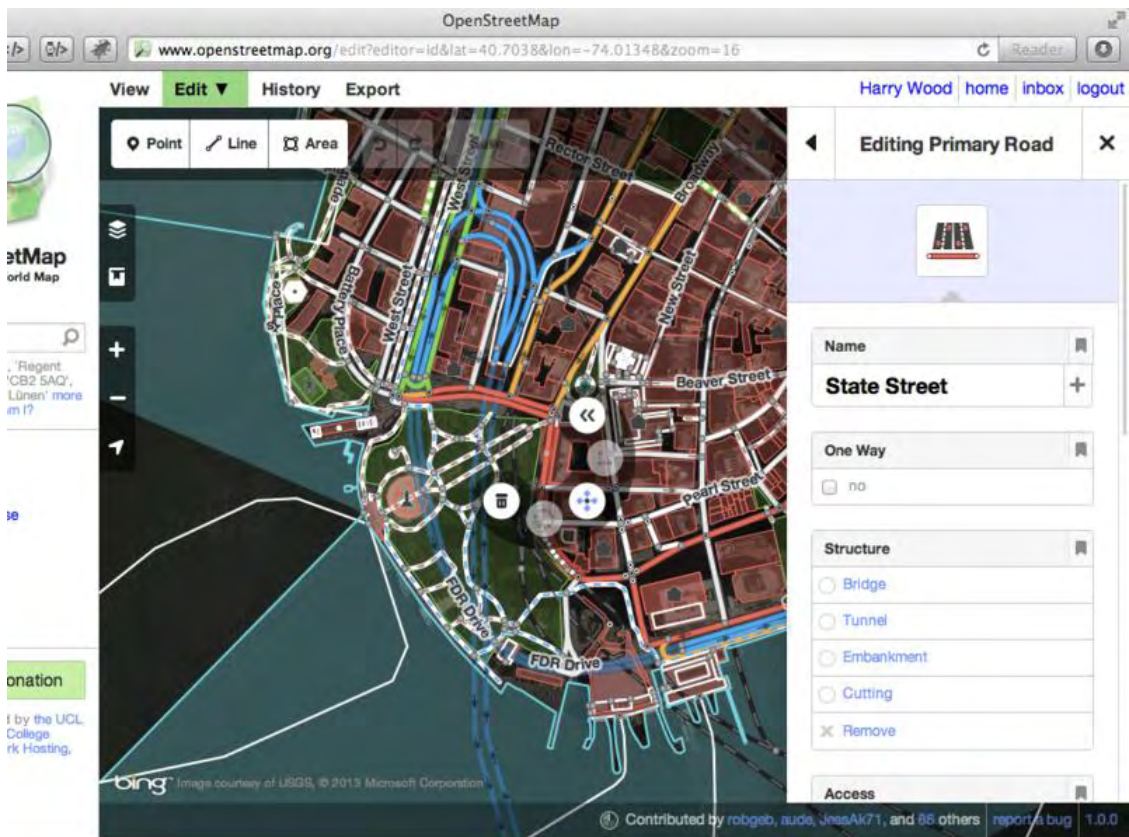 OpenStreetMap
www.openstreetmap.org/edit?editor=id&lat=40.7038&lon=-74.01348&zoom=16
Reader
View
Edit ▼
History
Export
Harry Wood
home
inbox
logout
Point
Line
Area
Save
Editing Primary Road
etMap
orld Map
, 'Regent
'CB2 5AQ',
Lünen' more
am I?
se
onation
d by the UCL
College
rk Hosting,
Rector Street
Broadway
West Street
Battery Place
West Street
New Street
Beaver Street
Pearl Street
FDR Drive
FDR Drive
Name
State Street
One Way
no
Structure
Bridge
Tunnel
Embankment
Cutting
Remove
Access
bing Image courtesy of USGS, © 2013 Microsoft Corporation
Contributed by robgeb, aude, JessAk71, and 86 others
report a bug
1.0.0